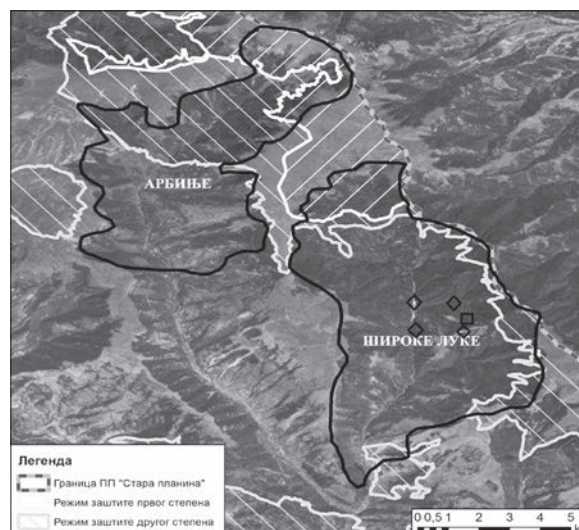 АРБИЊЕ
ШИРОКЕ ЛУКЕ
Легенда
Граница ПП "Стара планина"
Режим заштите првог степена
Режим заштите другог степена
0 0,5 1 2 3 4 5